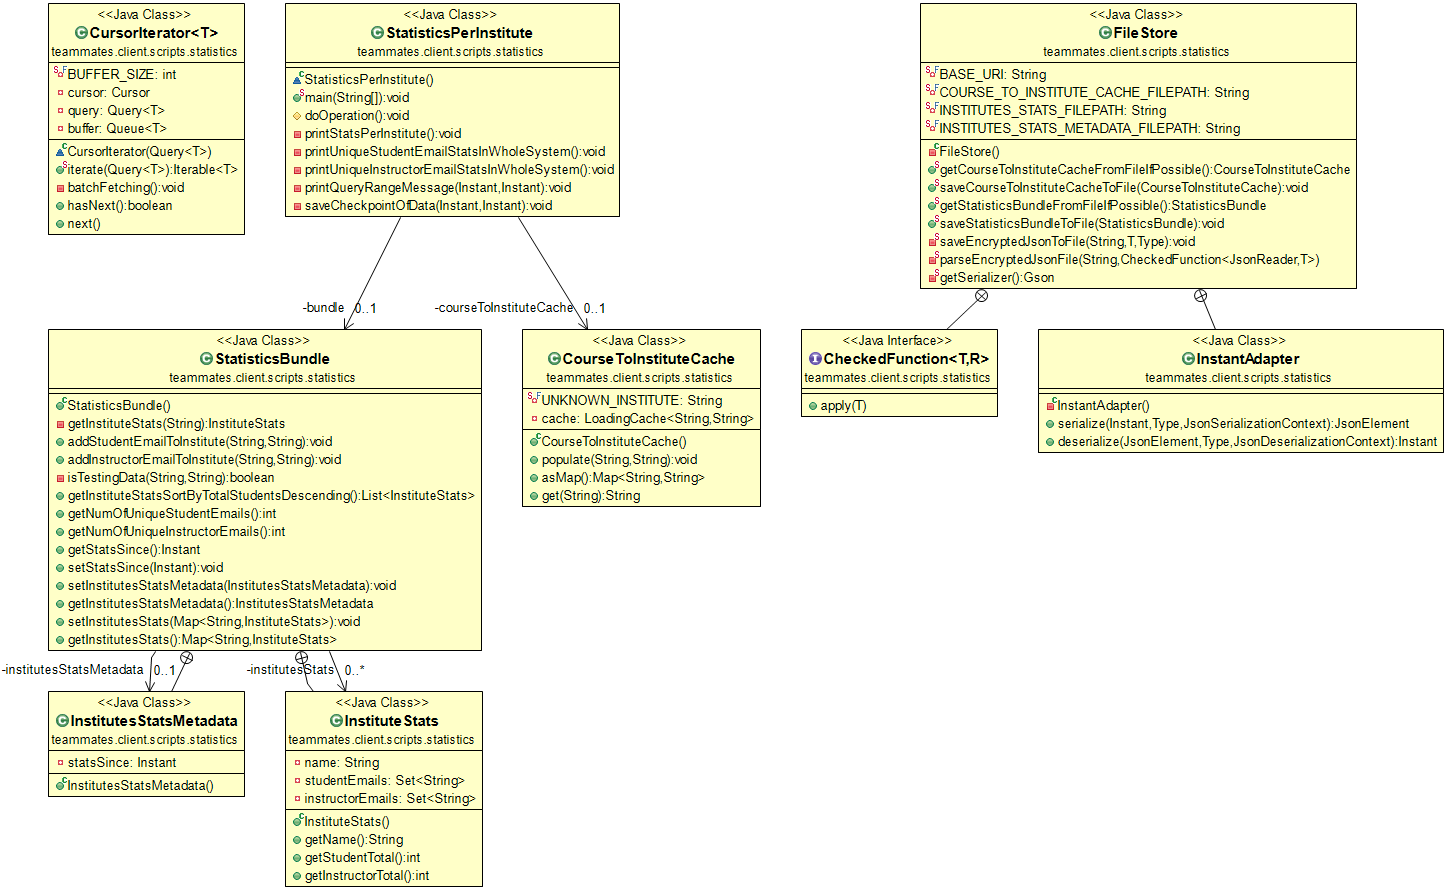 <<Java Class>>
CursorIterator<T>
teammates.client.scripts.statistics
BUFFER_SIZE: int
cursor: Cursor
query: Query<T>
buffer: Queue<T>
CursorIterator(Query<T>)
iterate(Query<T>):Iterable<T>
batchFetching():void
hasNext():boolean
next()
<<Java Class>>
StatisticsPerInstitute
teammates.client.scripts.statistics
StatisticsPerInstitute()
main(String[]):void
doOperation():void
printStatsPerInstitute():void
printUniqueStudentEmailStatsInWholeSystem():void
printUniqueInstructorEmailStatsInWholeSystem():void
printQueryRangeMessage(Instant,Instant):void
saveCheckpointOfData(Instant,Instant):void
<<Java Class>>
FileStore
teammates.client.scripts.statistics
BASE_URI: String
COURSE_TO_INSTITUTE_CACHE_FILEPATH: String
INSTITUTES_STATS_FILEPATH: String
INSTITUTES_STATS_METADATA_FILEPATH: String
FileStore()
getCourseToInstituteCacheFromFileIfPossible():CourseToInstituteCache
saveCourseToInstituteCacheToFile(CourseToInstituteCache):void
getStatisticsBundleFromFileIfPossible():StatisticsBundle
saveStatisticsBundleToFile(StatisticsBundle):void
saveEncryptedJsonToFile(String,T,Type):void
parseEncryptedJsonFile(String,CheckedFunction<JsonReader,T>)
getSerializer():Gson
-bundle 0..1
-courseToInstituteCache 0..1
<<Java Class>>
StatisticsBundle
teammates.client.scripts.statistics
StatisticsBundle()
getInstituteStats(String):InstituteStats
addStudentEmailToInstitute(String,String):void
addInstructorEmailToInstitute(String,String):void
isTestingData(String,String):boolean
getInstituteStatsSortByTotalStudentsDescending():List<InstituteStats>
getNumOfUniqueStudentEmails():int
getNumOfUniqueInstructorEmails():int
getStatsSince():Instant
setStatsSince(Instant):void
setInstitutesStatsMetadata(InstitutesStatsMetadata):void
getInstitutesStatsMetadata():InstitutesStatsMetadata
setInstitutesStats(Map<String,InstituteStats>):void
getInstitutesStats():Map<String,InstituteStats>
<<Java Class>>
CourseToInstituteCache
teammates.client.scripts.statistics
UNKNOWN_INSTITUTE: String
cache: LoadingCache<String,String>
CourseToInstituteCache()
populate(String,String):void
asMap():Map<String,String>
get(String):String
<<Java Interface>>
CheckedFunction<T,R>
teammates.client.scripts.statistics
apply(T)
<<Java Class>>
InstantAdapter
teammates.client.scripts.statistics
InstantAdapter()
serialize(Instant,Type,JsonSerializationContext):JsonElement
deserialize(JsonElement,Type,JsonDeserializationContext):Instant
-institutesStatsMetadata 0..1
-institutesStats 0..*
<<Java Class>>
InstitutesStatsMetadata
teammates.client.scripts.statistics
statsSince: Instant
InstitutesStatsMetadata()
<<Java Class>>
InstituteStats
teammates.client.scripts.statistics
name: String
studentEmails: Set<String>
instructorEmails: Set<String>
InstituteStats()
getName():String
getStudentTotal():int
getInstructorTotal():int